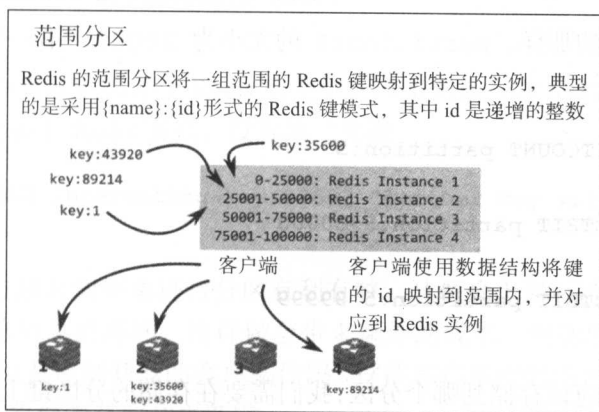 范围分区
Redis 的范围分区将一组范围的 Redis 键映射到特定的实例，典型
的是采用{name}:{id}形式的 Redis 键模式，其中 id 是递增的整数
key:43920
key:35600
key:89214
key:1
0-25000: Redis Instance 1
25001-50000: Redis Instance 2
50001-75000: Redis Instance 3
75001-100000: Redis Instance 4
客户端
客户端使用数据结构将键
的 id 映射到范围内，并对
应到 Redis 实例
1
2
3
4
key:1
key:35600
key:43920
key:89214